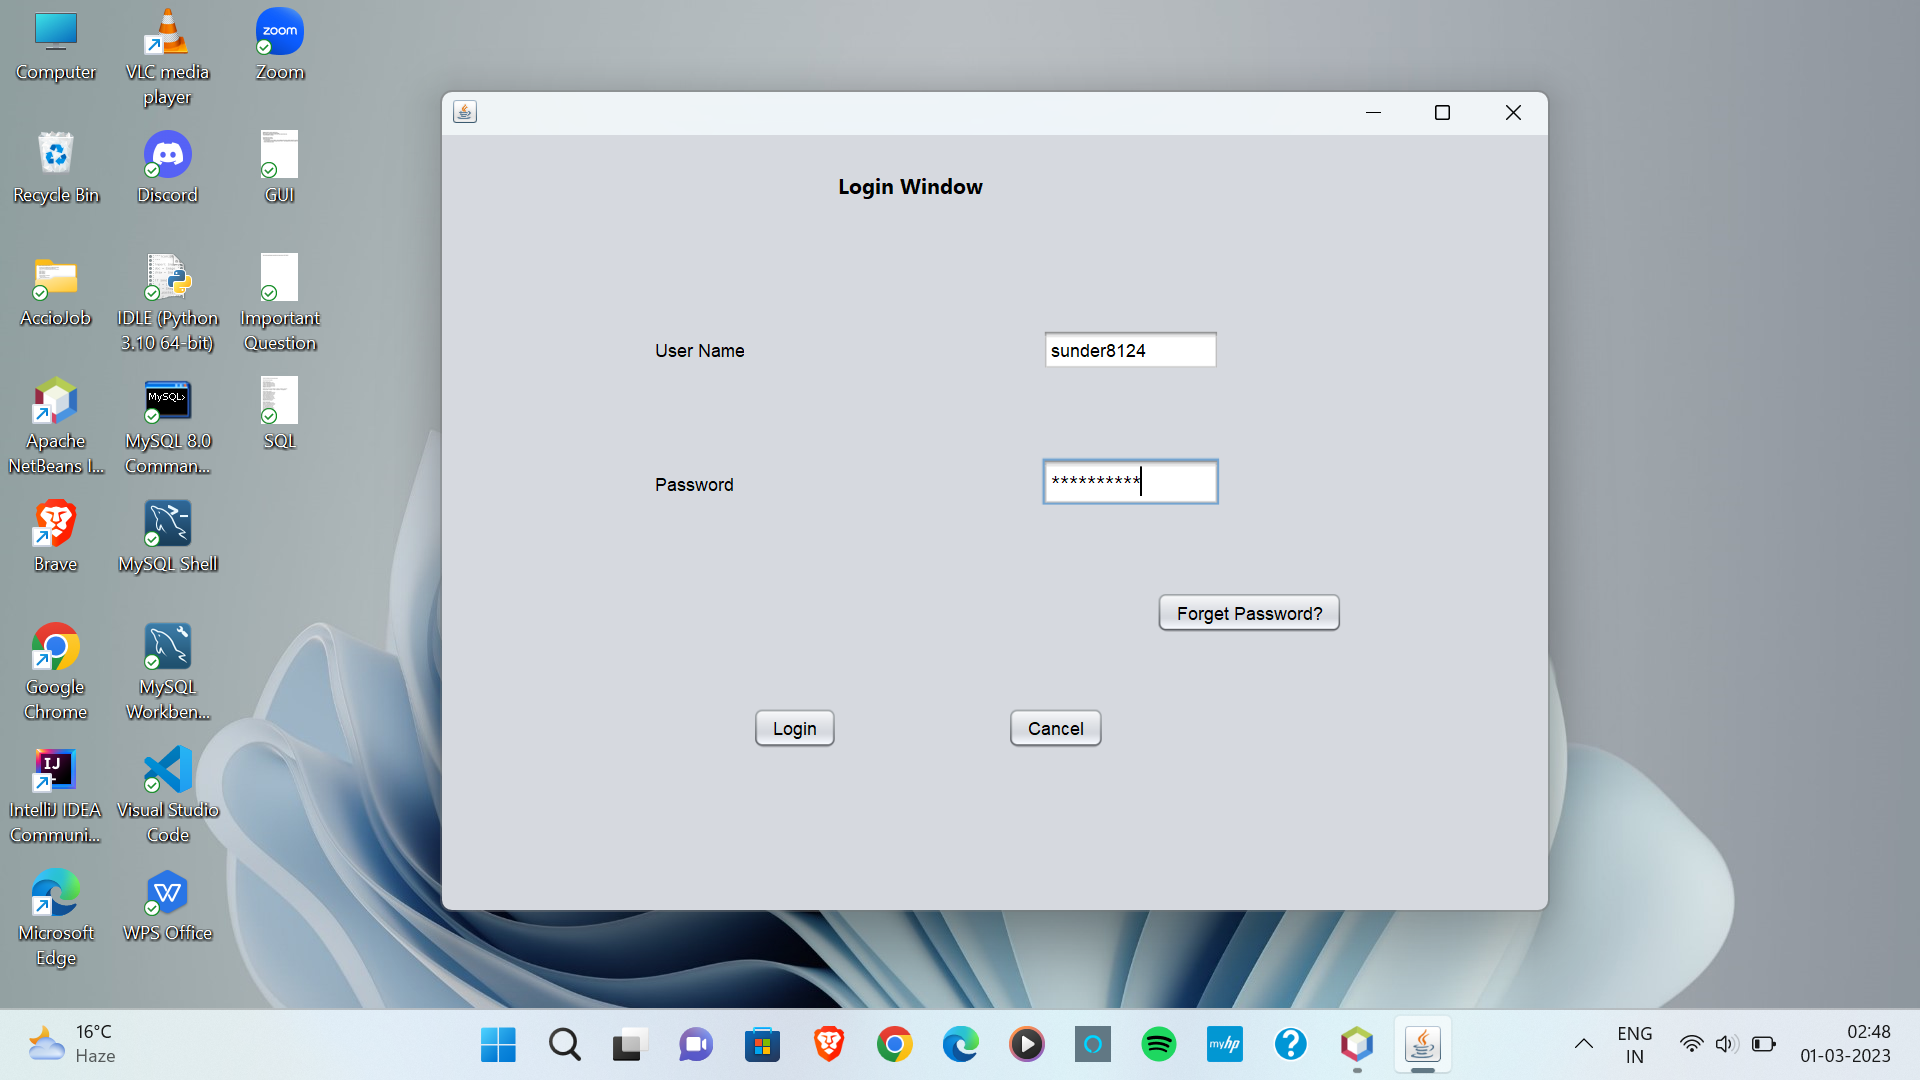 Computer
VLC media
player
Zoom
zoom
Recycle Bin
Discord
GUI
AccioJob
IDLE (Python
3.10 64-bit)
Important
Question
Apache
NetBeans I...
MySQL>
MySQL 8.0
Comman...
SQL
Brave
MySQL Shell
Google
Chrome
MySQL
Workben...
IJ
IntelliJ IDEA
Communi...
Visual Studio
Code
Microsoft
Edge
W
WPS Office
Login Window
User Name
sunder8124
Password
**********
Forget Password?
Login
Cancel
16°C
Haze
myhp
?
ENG
IN
02:48
01-03-2023